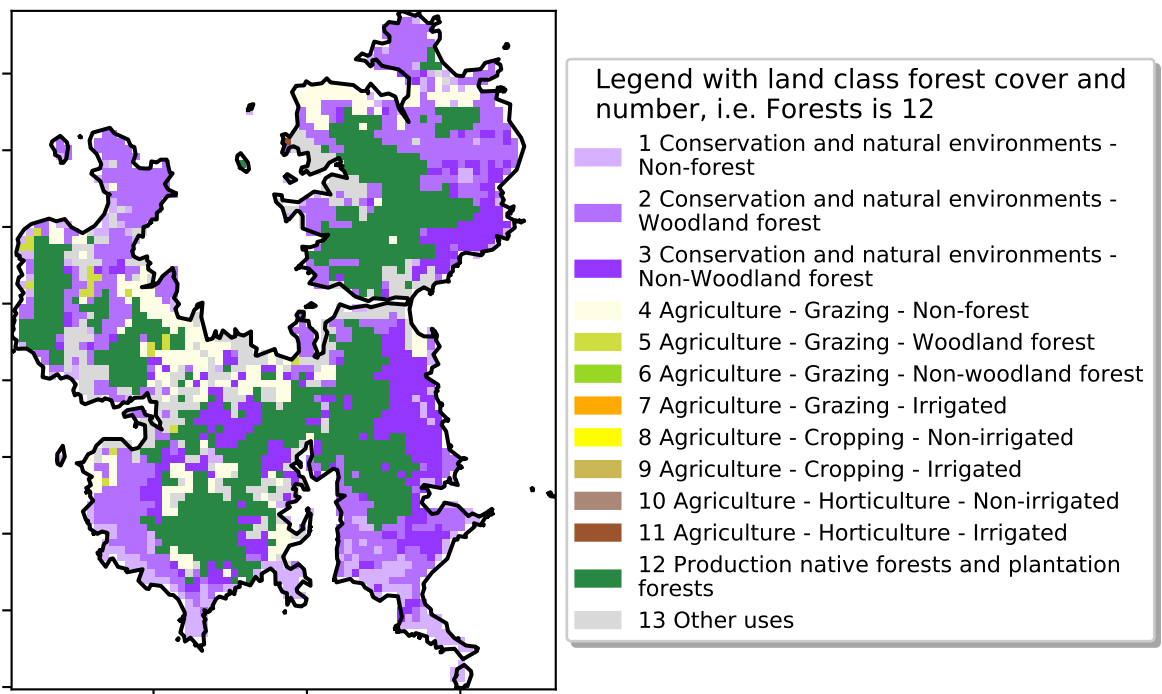 Legend with land class forest cover and
number, i.e. Forests is 12
1 Conservation and natural environments -
Non-forest
2 Conservation and natural environments -
Woodland forest
3 Conservation and natural environments -
Non-Woodland forest
4 Agriculture - Grazing - Non-forest
5 Agriculture - Grazing - Woodland forest
6 Agriculture - Grazing - Non-woodland forest
7 Agriculture - Grazing - Irrigated
8 Agriculture - Cropping - Non-irrigated
9 Agriculture - Cropping - Irrigated
10 Agriculture - Horticulture - Non-irrigated
11 Agriculture - Horticulture - Irrigated
12 Production native forests and plantation
forests
13 Other uses